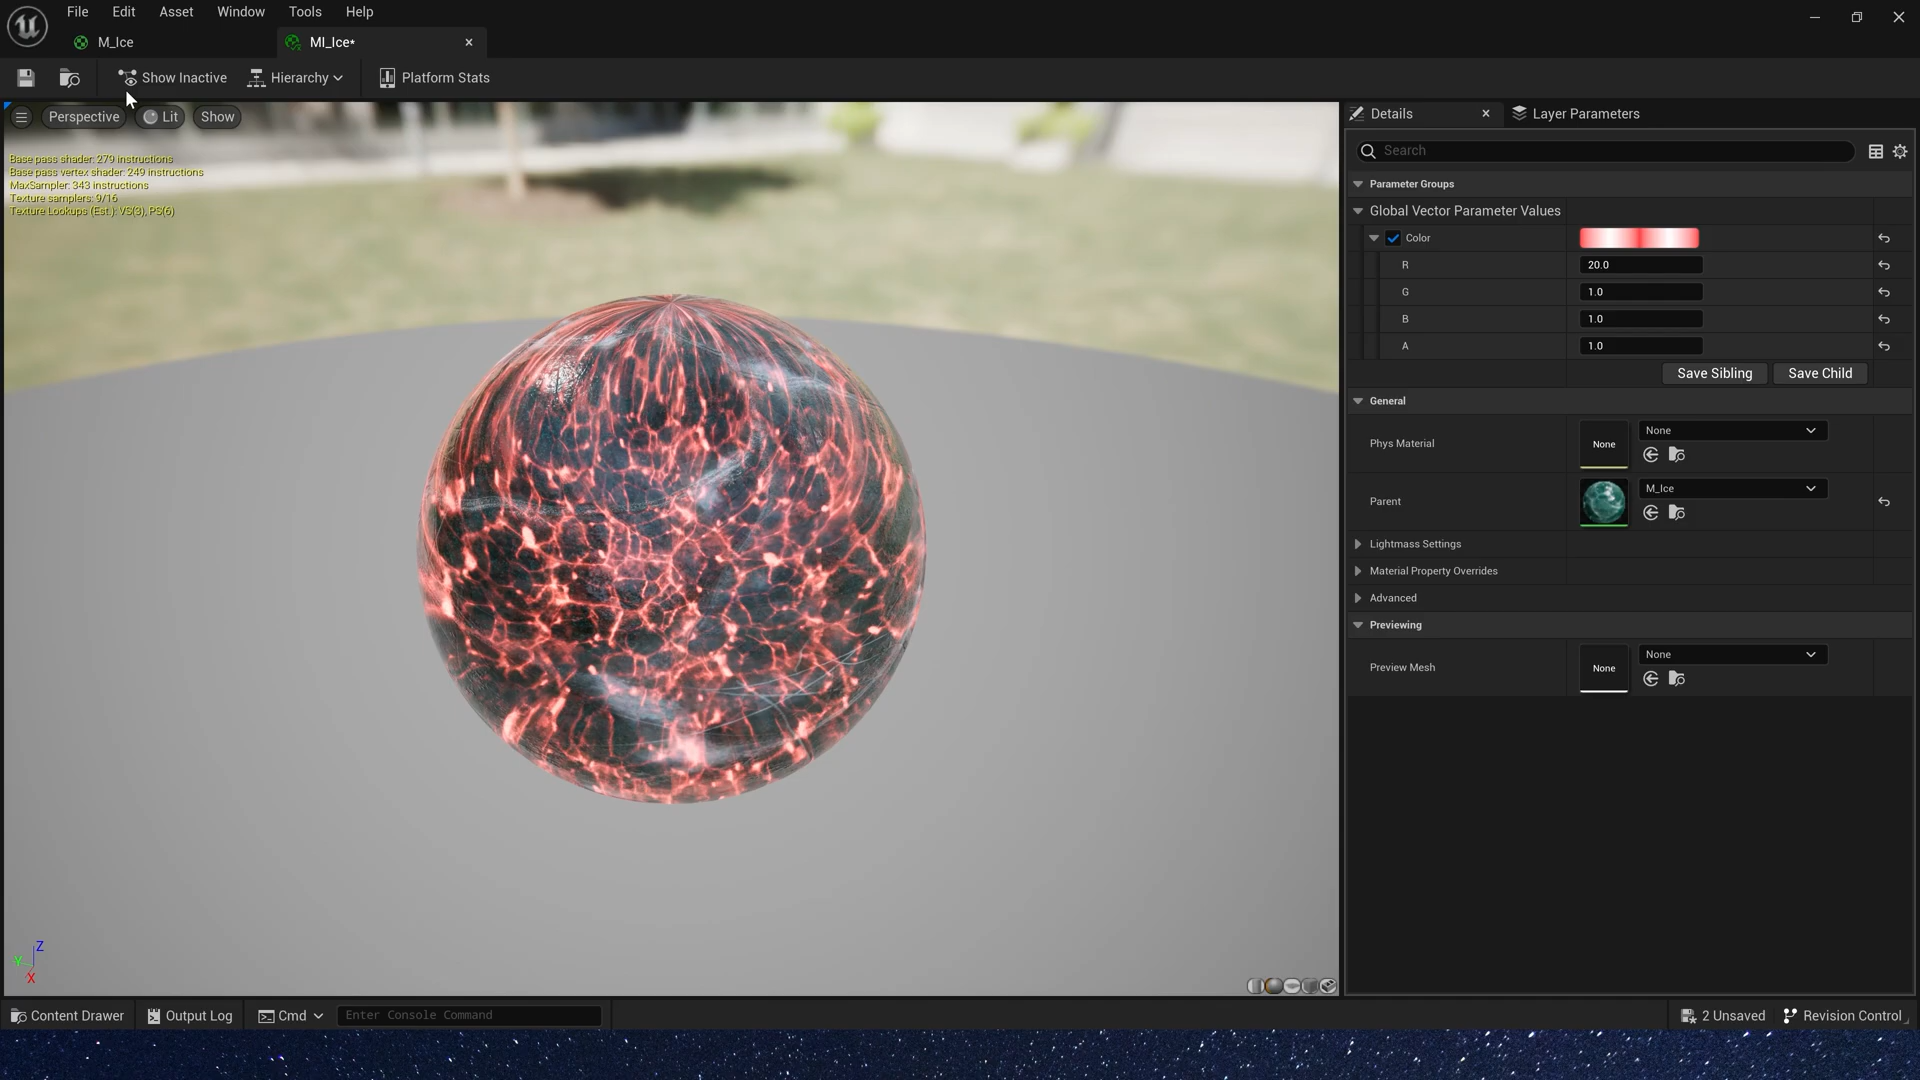 File Edit Asset Window Tools Help
M_Ice
MI_Ice*
Show Inactive
Hierarchy
Platform Stats
Perspective
Lit
Show
Base pass shader: 279 instructions
Base pass vertex shader: 249 instructions
MaxSampler: 343 instructions
Texture samplers: 9/16
Texture Lookups (Est.): VS(3), PS(6)
Z
Y
X
Details
Layer Parameters
Search
Parameter Groups
Global Vector Parameter Values
Color
R 20.0
G 1.0
B 1.0
A 1.0
Save Sibling
Save Child
General
Phys Material
None
None
Parent
M_Ice
Lightmass Settings
Material Property Overrides
Advanced
Previewing
Preview Mesh
None
None
Content Drawer
Output Log
Cmd
Enter Console Command
2 Unsaved
Revision Control